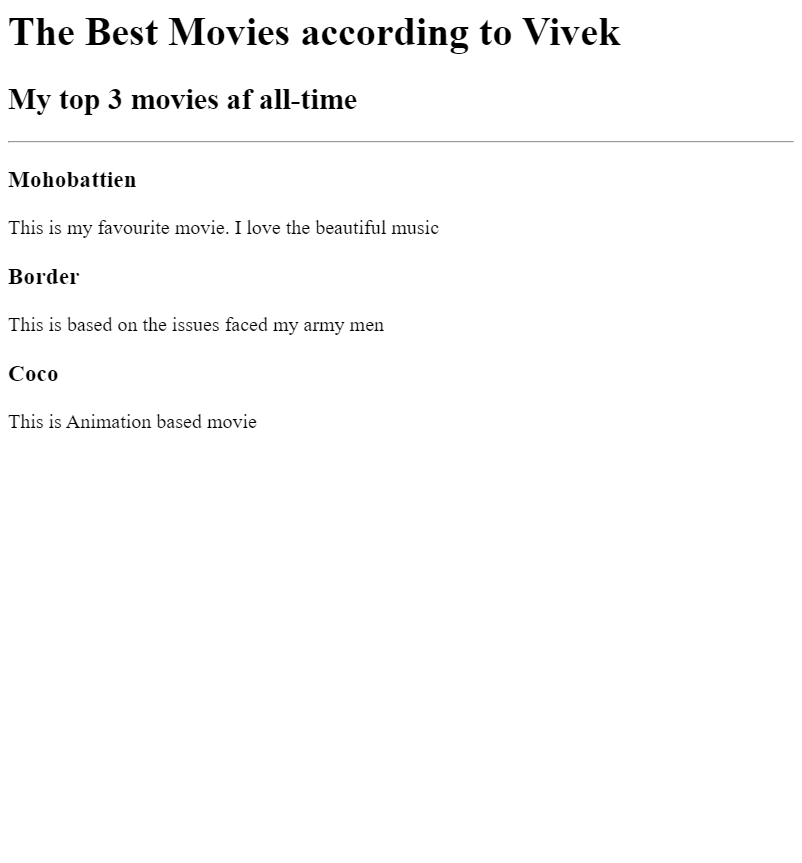 The Best Movies according to Vivek
My top 3 movies af all-time
Mohobattien
This is my favourite movie. I love the beautiful music
Border
This is based on the issues faced my army men
Coco
This is Animation based movie